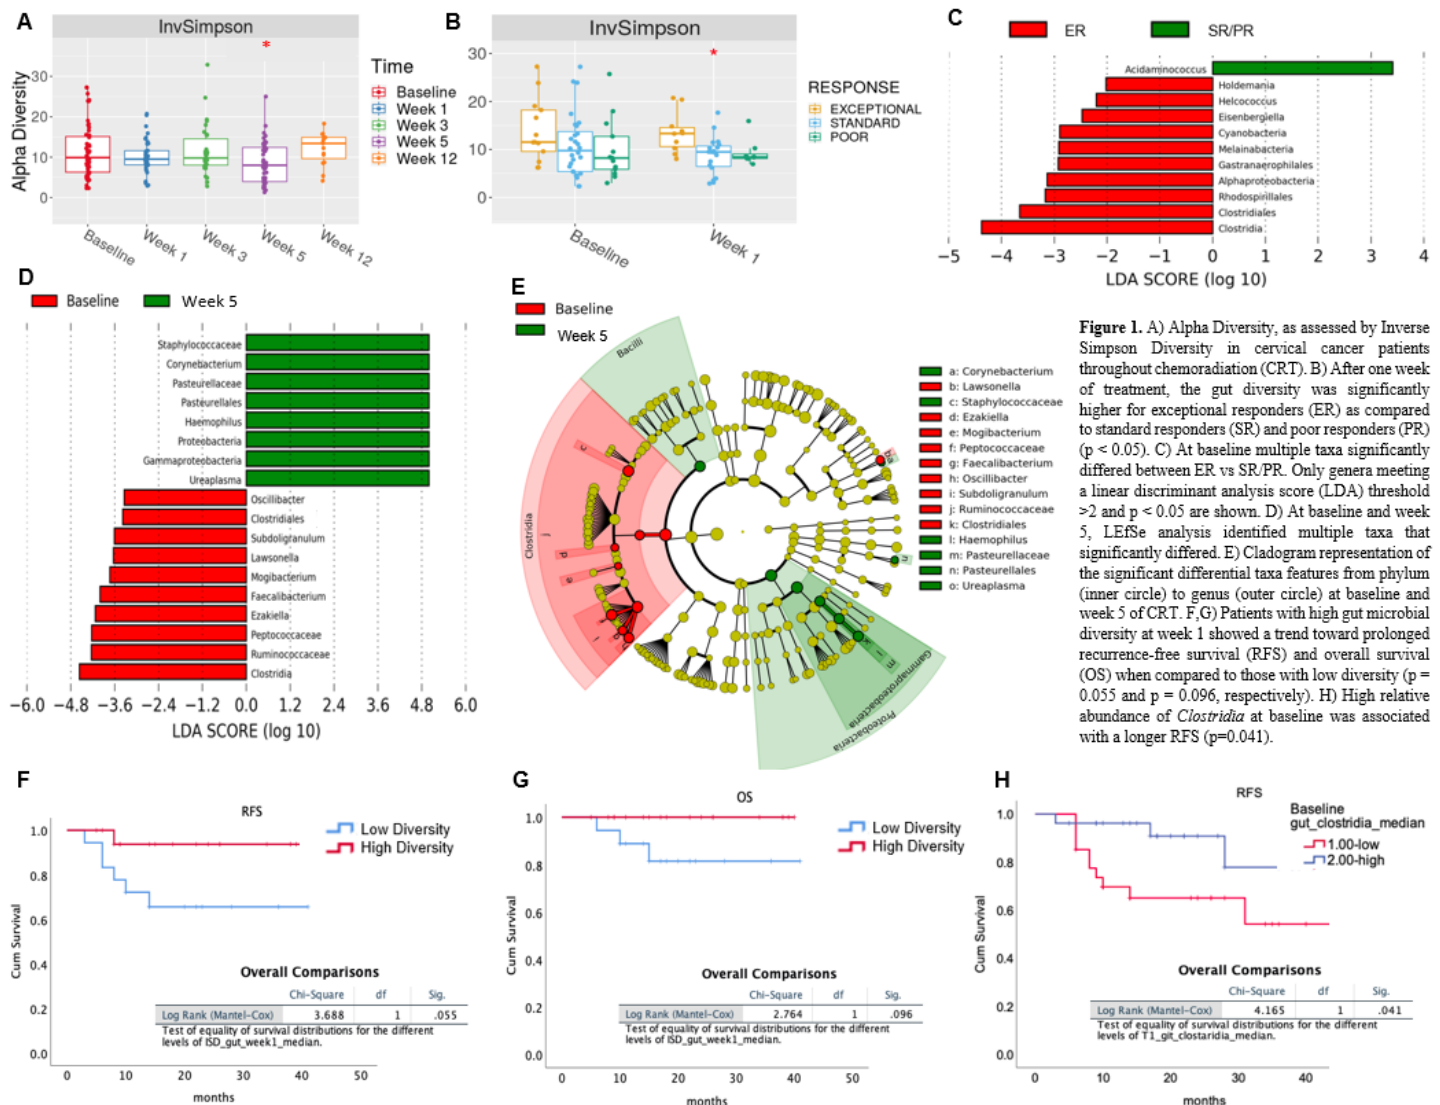 A
InvSimpson
*
Alpha Diversity
30
20
10
0
Baseline
Week 1
Week 3
Week 5
Week 12
Time
Baseline
Week 1
Week 3
Week 5
Week 12
B
InvSimpson
*
30
20
10
0
Baseline
Week 1
RESPONSE
EXCEPTIONAL
STANDARD
POOR
C
ER
SR/PR
Acidaminococcus
Holdemania
Helcococcus
Eisenbergiella
Cyanobacteria
Melainabacteria
Gastranaerophilales
Alphaproteobacteria
Rhodospirillales
Clostridiales
Clostridia
−5 −4 −3 −2 −1 0 1 2 3 4
LDA SCORE (log 10)
D
Baseline
Week 5
Staphylococcaceae
Corynebacterium
Pasteurellaceae
Pasteurellales
Haemophilus
Proteobacteria
Gammaproteobacteria
Ureaplasma
Oscillibacter
Clostridiales
Subdoligranulum
Lawsonella
Mogibacterium
Faecalibacterium
Ezakiella
Peptococcaceae
Ruminococcaceae
Clostridia
−6.0 −4.8 −3.6 −2.4 −1.2 0.0 1.2 2.4 3.6 4.8 6.0
LDA SCORE (log 10)
E
Baseline
Week 5
Bacilli
Clostridia
Gammaproteobacteria
Proteobacteria
a: Corynebacterium
b: Lawsonella
c: Staphylococcaceae
d: Ezakiella
e: Mogibacterium
f: Peptococcaceae
g: Faecalibacterium
h: Oscillibacter
i: Subdoligranulum
j: Ruminococcaceae
k: Clostridiales
l: Haemophilus
m: Pasteurellaceae
n: Pasteurellales
o: Ureaplasma
Figure 1. A) Alpha Diversity, as assessed by Inverse
Simpson Diversity in cervical cancer patients
throughout chemoradiation (CRT). B) After one week
of treatment, the gut diversity was significantly
higher for exceptional responders (ER) as compared
to standard responders (SR) and poor responders (PR)
(p < 0.05). C) At baseline multiple taxa significantly
differed between ER vs SR/PR. Only genera meeting
a linear discriminant analysis score (LDA) threshold
>2 and p < 0.05 are shown. D) At baseline and week
5, LEfSe analysis identified multiple taxa that
significantly differed. E) Cladogram representation of
the significant differential taxa features from phylum
(inner circle) to genus (outer circle) at baseline and
week 5 of CRT. F,G) Patients with high gut microbial
diversity at week 1 showed a trend toward prolonged
recurrence-free survival (RFS) and overall survival
(OS) when compared to those with low diversity (p =
0.055 and p = 0.096, respectively). H) High relative
abundance of Clostridia at baseline was associated
with a longer RFS (p=0.041).
F
RFS
Low Diversity
High Diversity
Cum Survival
1.0
0.8
0.6
0.4
0.2
0.0
Overall Comparisons
Chi-Square df Sig.
Log Rank (Mantel-Cox) 3.688 1 .055
Test of equality of survival distributions for the different
levels of ISD_gut_week1_median.
0 10 20 30 40 50
months
G
OS
Low Diversity
High Diversity
Cum Survival
1.0
0.8
0.6
0.4
0.2
0.0
Overall Comparisons
Chi-Square df Sig.
Log Rank (Mantel-Cox) 2.764 1 .096
Test of equality of survival distributions for the different
levels of ISD_gut_week1_median.
0 10 20 30 40 50
months
H
RFS
Baseline
gut_clostridia_median
1.00-low
2.00-high
Cum Survival
1.0
0.8
0.6
0.4
0.2
0.0
Overall Comparisons
Chi-Square df Sig.
Log Rank (Mantel-Cox) 4.165 1 .041
Test of equality of survival distributions for the different
levels of T1_git_clostaridia_median.
0 10 20 30 40
months